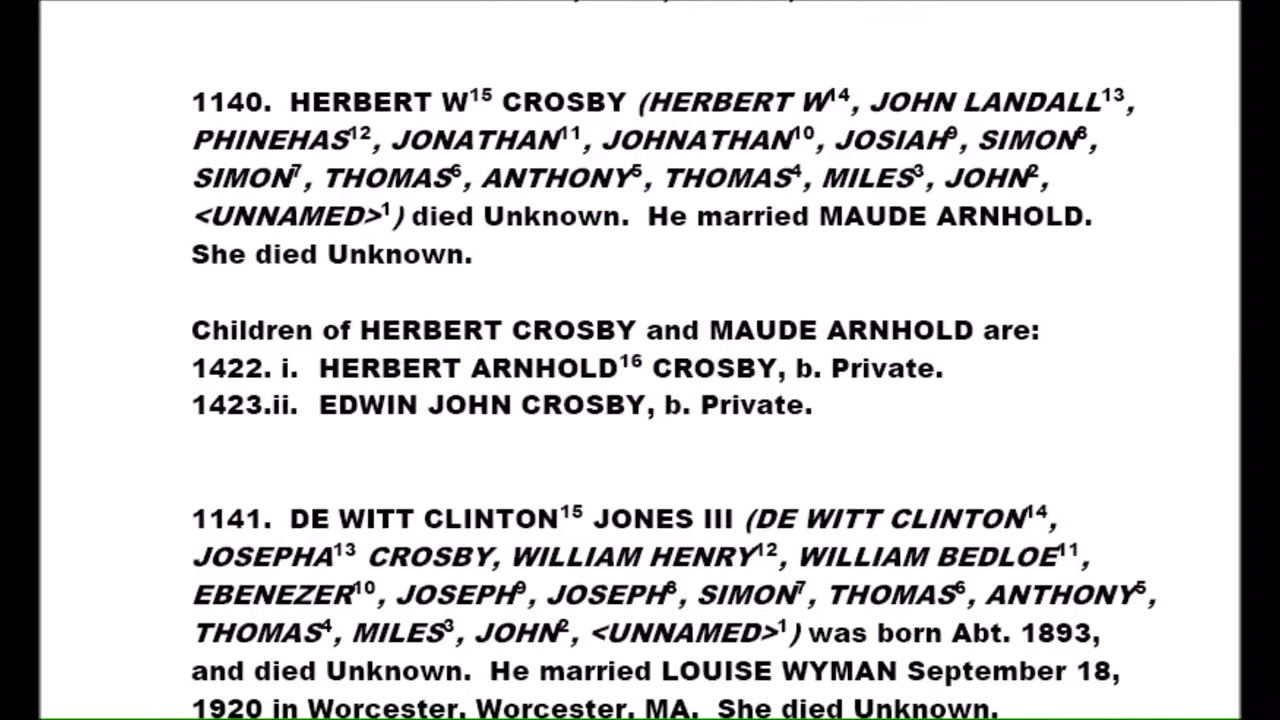 1140. HERBERT W¹⁵ CROSBY (HERBERT W¹⁴, JOHN LANDALL¹³,
PHINEHAS¹², JONATHAN¹¹, JOHNATHAN¹⁰, JOSIAH⁹, SIMON⁸,
SIMON⁷, THOMAS⁶, ANTHONY⁵, THOMAS⁴, MILES³, JOHN²,
<UNNAMED>¹) died Unknown. He married MAUDE ARNHOLD.
She died Unknown.
Children of HERBERT CROSBY and MAUDE ARNHOLD are:
1422. i. HERBERT ARNHOLD¹⁶ CROSBY, b. Private.
1423.ii. EDWIN JOHN CROSBY, b. Private.
1141. DE WITT CLINTON¹⁵ JONES III (DE WITT CLINTON¹⁴,
JOSEPHA¹³ CROSBY, WILLIAM HENRY¹², WILLIAM BEDLOE¹¹,
EBENEZER¹⁰, JOSEPH⁹, JOSEPH⁸, SIMON⁷, THOMAS⁶, ANTHONY⁵,
THOMAS⁴, MILES³, JOHN², <UNNAMED>¹) was born Abt. 1893,
and died Unknown. He married LOUISE WYMAN September 18,
1920 in Worcester, Worcester, MA. She died Unknown.